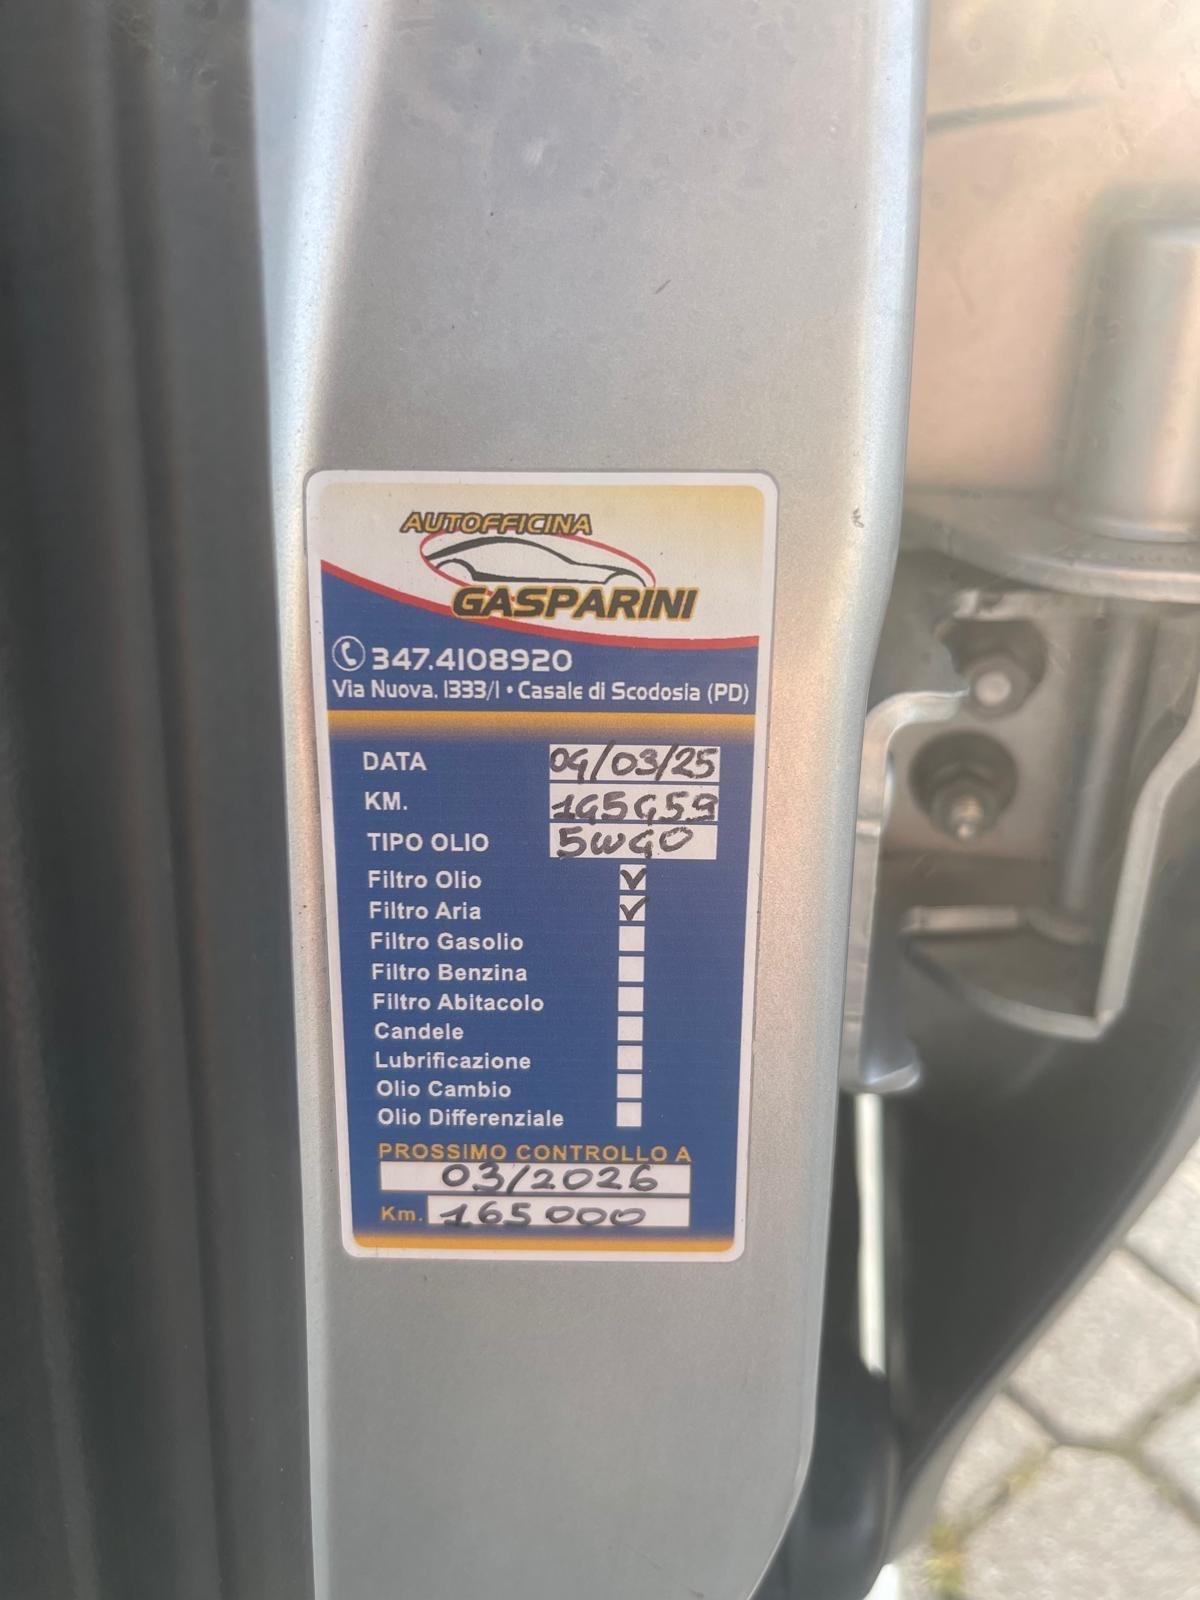 AUTOFFICINA
GASPARINI
347.4108920
Via Nuova, 1333/1 • Casale di Scodosia (PD)
DATA 04/03/25
KM. 145459
TIPO OLIO 5W40
Filtro Olio ✓
Filtro Aria ✓
Filtro Gasolio
Filtro Benzina
Filtro Abitacolo
Candele
Lubrificazione
Olio Cambio
Olio Differenziale
PROSSIMO CONTROLLO A
03/2026
Km. 165000